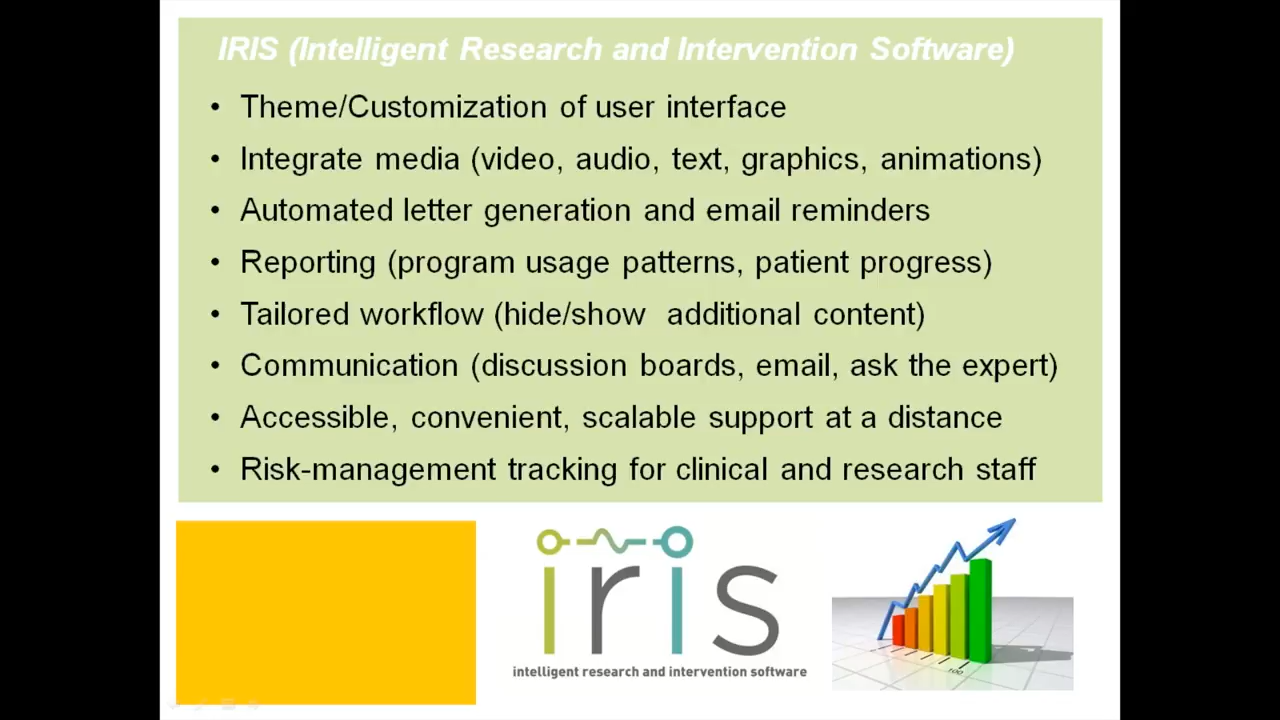 IRIS (Intelligent Research and Intervention Software)
• Theme/Customization of user interface
• Integrate media (video, audio, text, graphics, animations)
• Automated letter generation and email reminders
• Reporting (program usage patterns, patient progress)
• Tailored workflow (hide/show  additional content)
• Communication (discussion boards, email, ask the expert)
• Accessible, convenient, scalable support at a distance
• Risk-management tracking for clinical and research staff
iris
intelligent research and intervention software
100